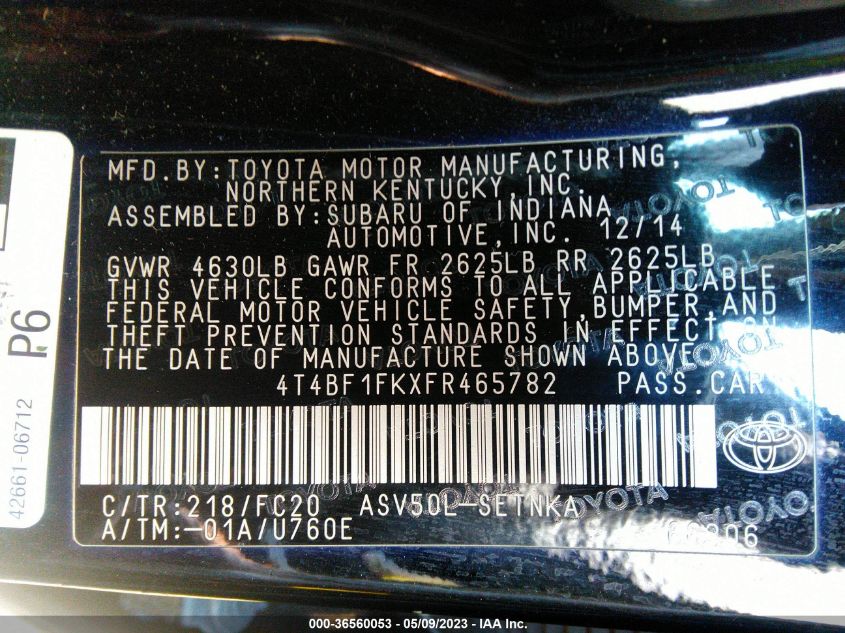 MFD.BY:TOYOTA MOTOR MANUFACTURING,
NORTHERN KENTUCKY,INC.
ASSEMBLED BY:SUBARU OF INDIANA
AUTOMOTIVE,INC. 12/14
GVWR 4630LB GAWR FR 2625LB RR 2625LB
THIS VEHICLE CONFORMS TO ALL APPLICABLE
FEDERAL MOTOR VEHICLE SAFETY,BUMPER,AND
THEFT PREVENTION STANDARDS IN EFFECT ON
THE DATE OF MANUFACTURE SHOWN ABOVE.
4T4BF1FKXFR465782 PASS.CAR
C/TR:218/FC20 ASV50L-SETNKA
A/TM:-01A/U760E
P6
42661-06712
TOYOTA
000-36560053 - 05/09/2023 - IAA Inc.